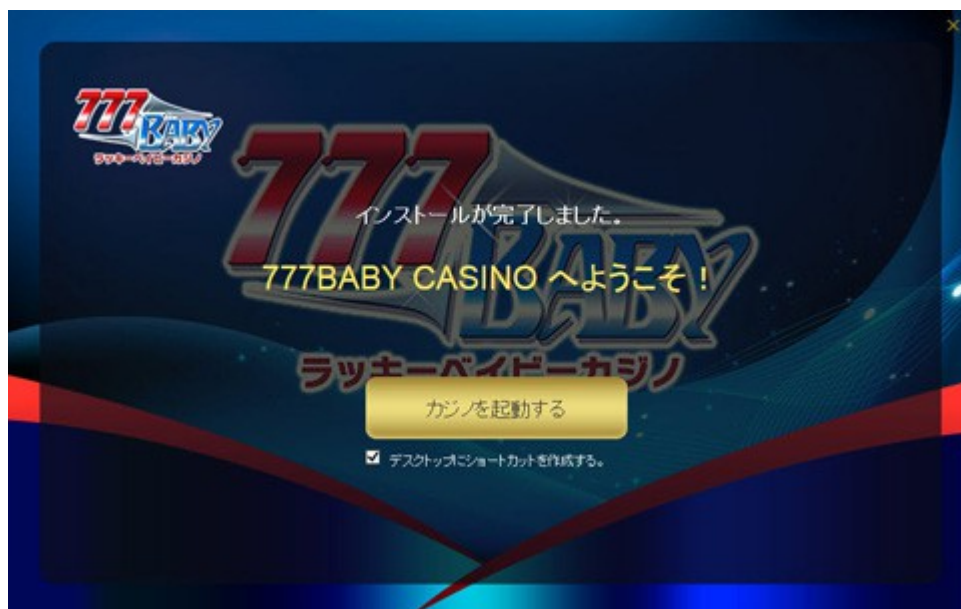 777
BABY
ラッキーベイビーカジノ
インストールが完了しました。
777BABY CASINO へようこそ！
777
BABY
ラッキーベイビーカジノ
カジノを起動する
デスクトップにショートカットを作成する。